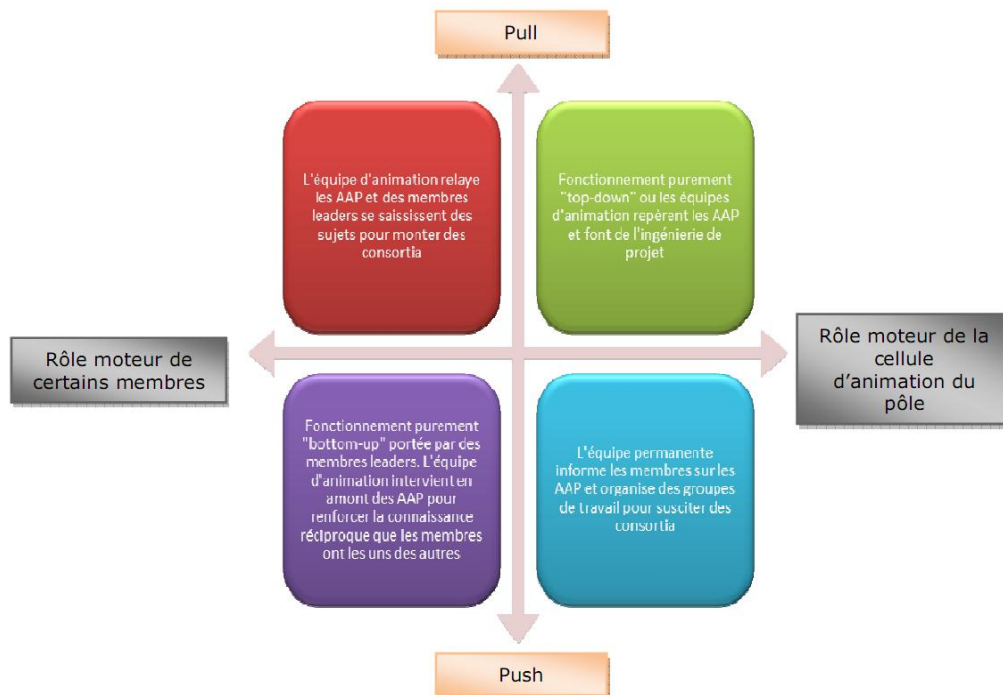 Pull
L'équipe d'animation relaye
les AAP et des membres
leaders se saississent des
sujets pour monter des
consortia
Fonctionnement purement
"top-down" ou les équipes
d'animation repèrent les AAP
et font de l'ingénierie de
projet
Rôle moteur de
certains membres
Rôle moteur de la
cellule
d'animation du
pôle
Fonctionnement purement
"bottom-up" portée par des
membres leaders. L'équipe
d'animation intervient en
amont des AAP pour
renforcer la connaissance
réciproque que les membres
ont les uns des autres
L'équipe permanente
informe les membres sur les
AAP et organise des groupes
de travail pour susciter des
consortia
Push